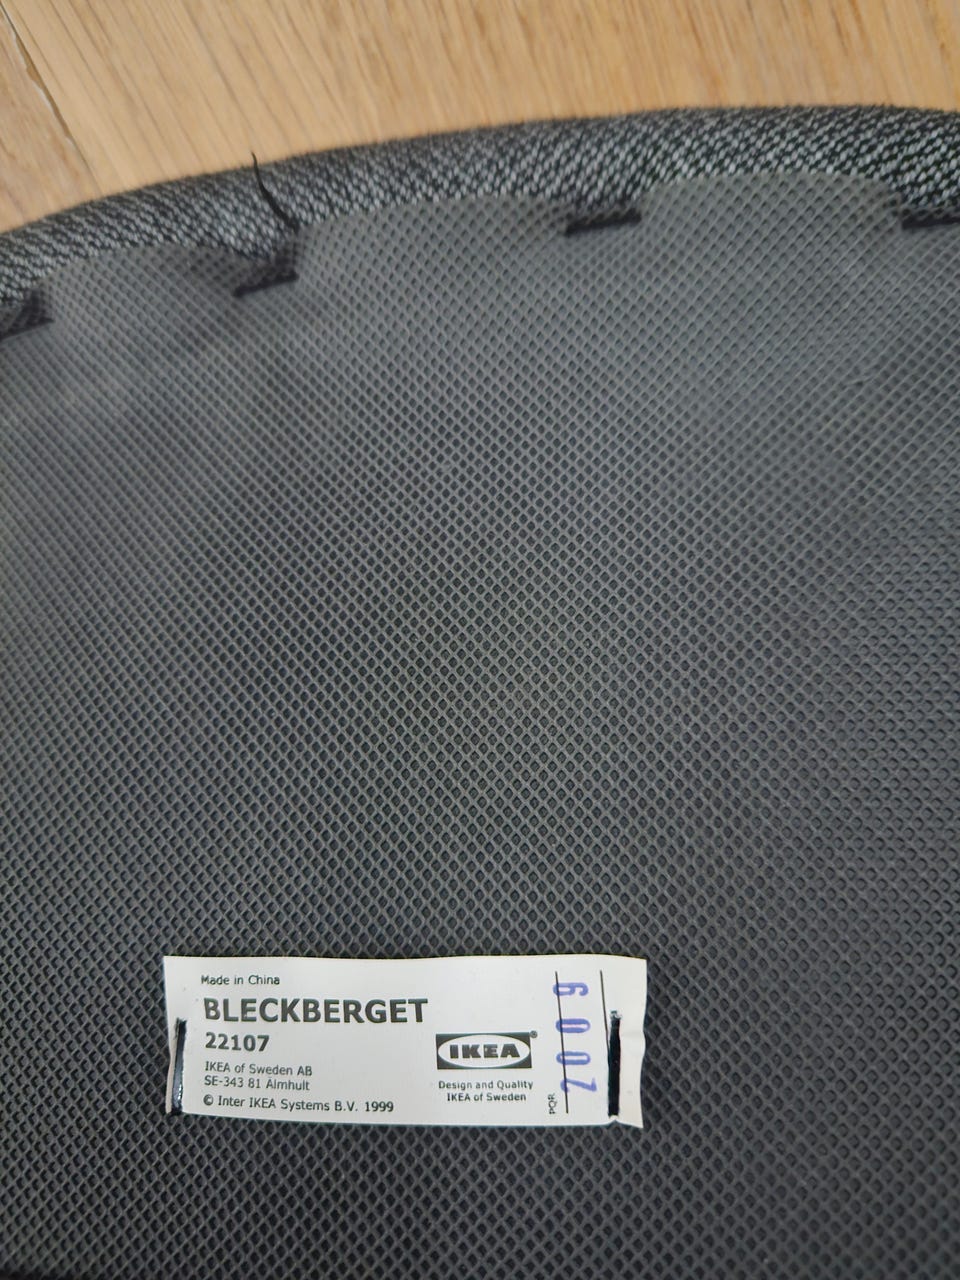 Made in China
BLECKBERGET
22107
IKEA of Sweden AB
SE-343 81 Älmhult
© Inter IKEA Systems B.V. 1999
IKEA®
Design and Quality
IKEA of Sweden
PQR
2009